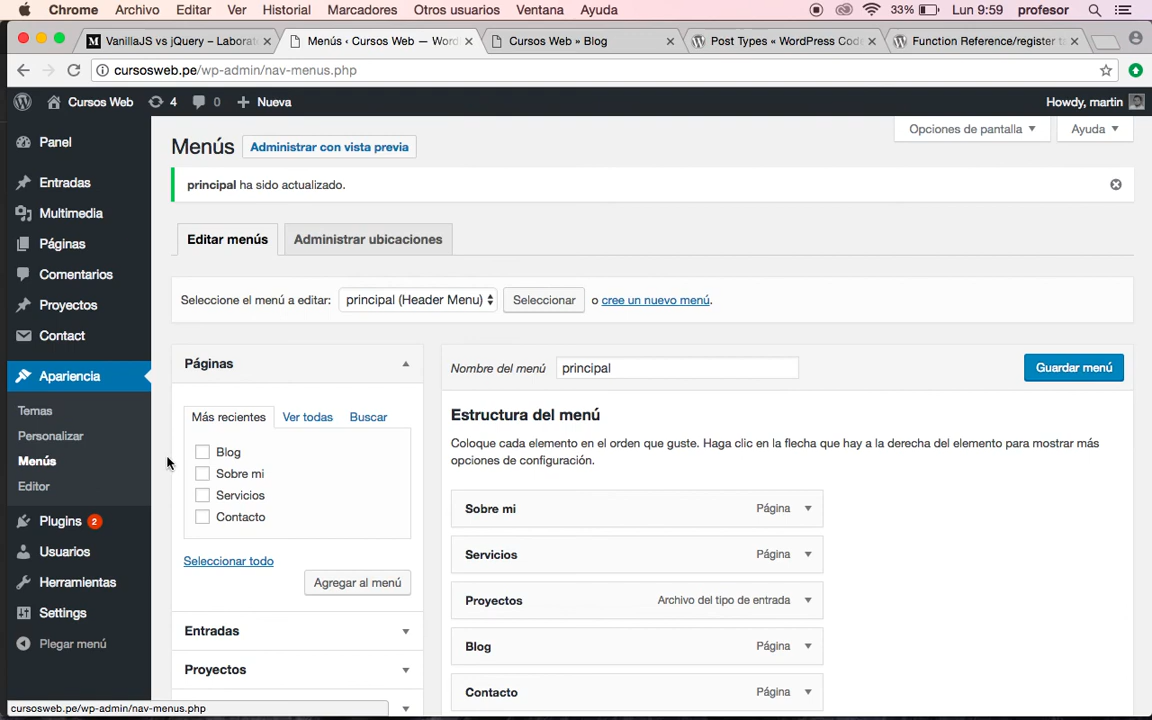 Chrome Archivo Editar Ver Historial Marcadores Otros usuarios Ventana Ayuda 33% Lun 9:59 profesor
VanillaJS vs jQuery – Laborat
Menús ‹ Cursos Web — Word
Cursos Web » Blog
Post Types « WordPress Code
Function Reference/register ta
cursosweb.pe/wp-admin/nav-menus.php
Cursos Web 4 0 Nueva Howdy, martin
Opciones de pantalla Ayuda
Panel
Entradas
Multimedia
Páginas
Comentarios
Proyectos
Contact
Apariencia
Temas
Personalizar
Menús
Editor
Plugins 2
Usuarios
Herramientas
Settings
Plegar menú
Menús Administrar con vista previa
principal ha sido actualizado.
Editar menús Administrar ubicaciones
Seleccione el menú a editar: principal (Header Menu) Seleccionar o cree un nuevo menú.
Páginas
Más recientes Ver todas Buscar
Blog
Sobre mi
Servicios
Contacto
Seleccionar todo
Agregar al menú
Entradas
Proyectos
Nombre del menú principal Guardar menú
Estructura del menú
Coloque cada elemento en el orden que guste. Haga clic en la flecha que hay a la derecha del elemento para mostrar más
opciones de configuración.
Sobre mi Página
Servicios Página
Proyectos Archivo del tipo de entrada
Blog Página
Contacto Página
cursosweb.pe/wp-admin/nav-menus.php